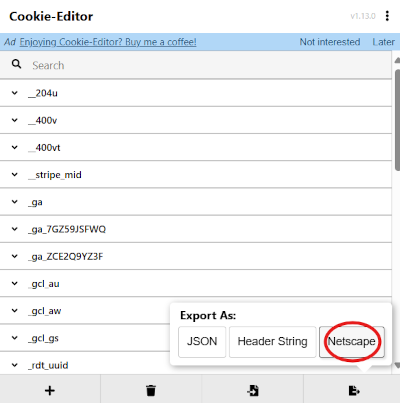 Cookie-Editor
v1.13.0
Ad Enjoying Cookie-Editor? Buy me a coffee! Not interested Later
Search
__204u
__400v
__400vt
__stripe_mid
_ga
_ga_7GZ59JSFWQ
_ga_ZCE2Q9YZ3F
_gcl_au
_gcl_aw
_gcl_gs
_rdt_uuid
Export As:
JSON Header String Netscape